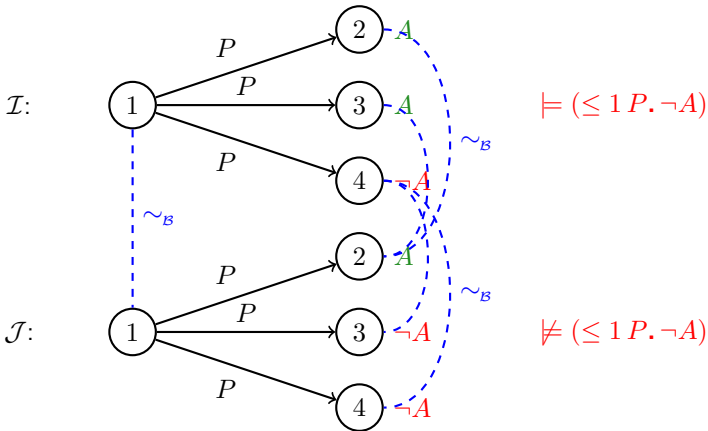 2 A
P
P
𝓘: 1 3 A ⊨ (≤ 1 P. ¬A)
∼𝓑
P
4 ¬A
∼𝓑
2 A
P
∼𝓑
P
𝓙: 1 3 ¬A ⊭ (≤ 1 P. ¬A)
P
4 ¬A